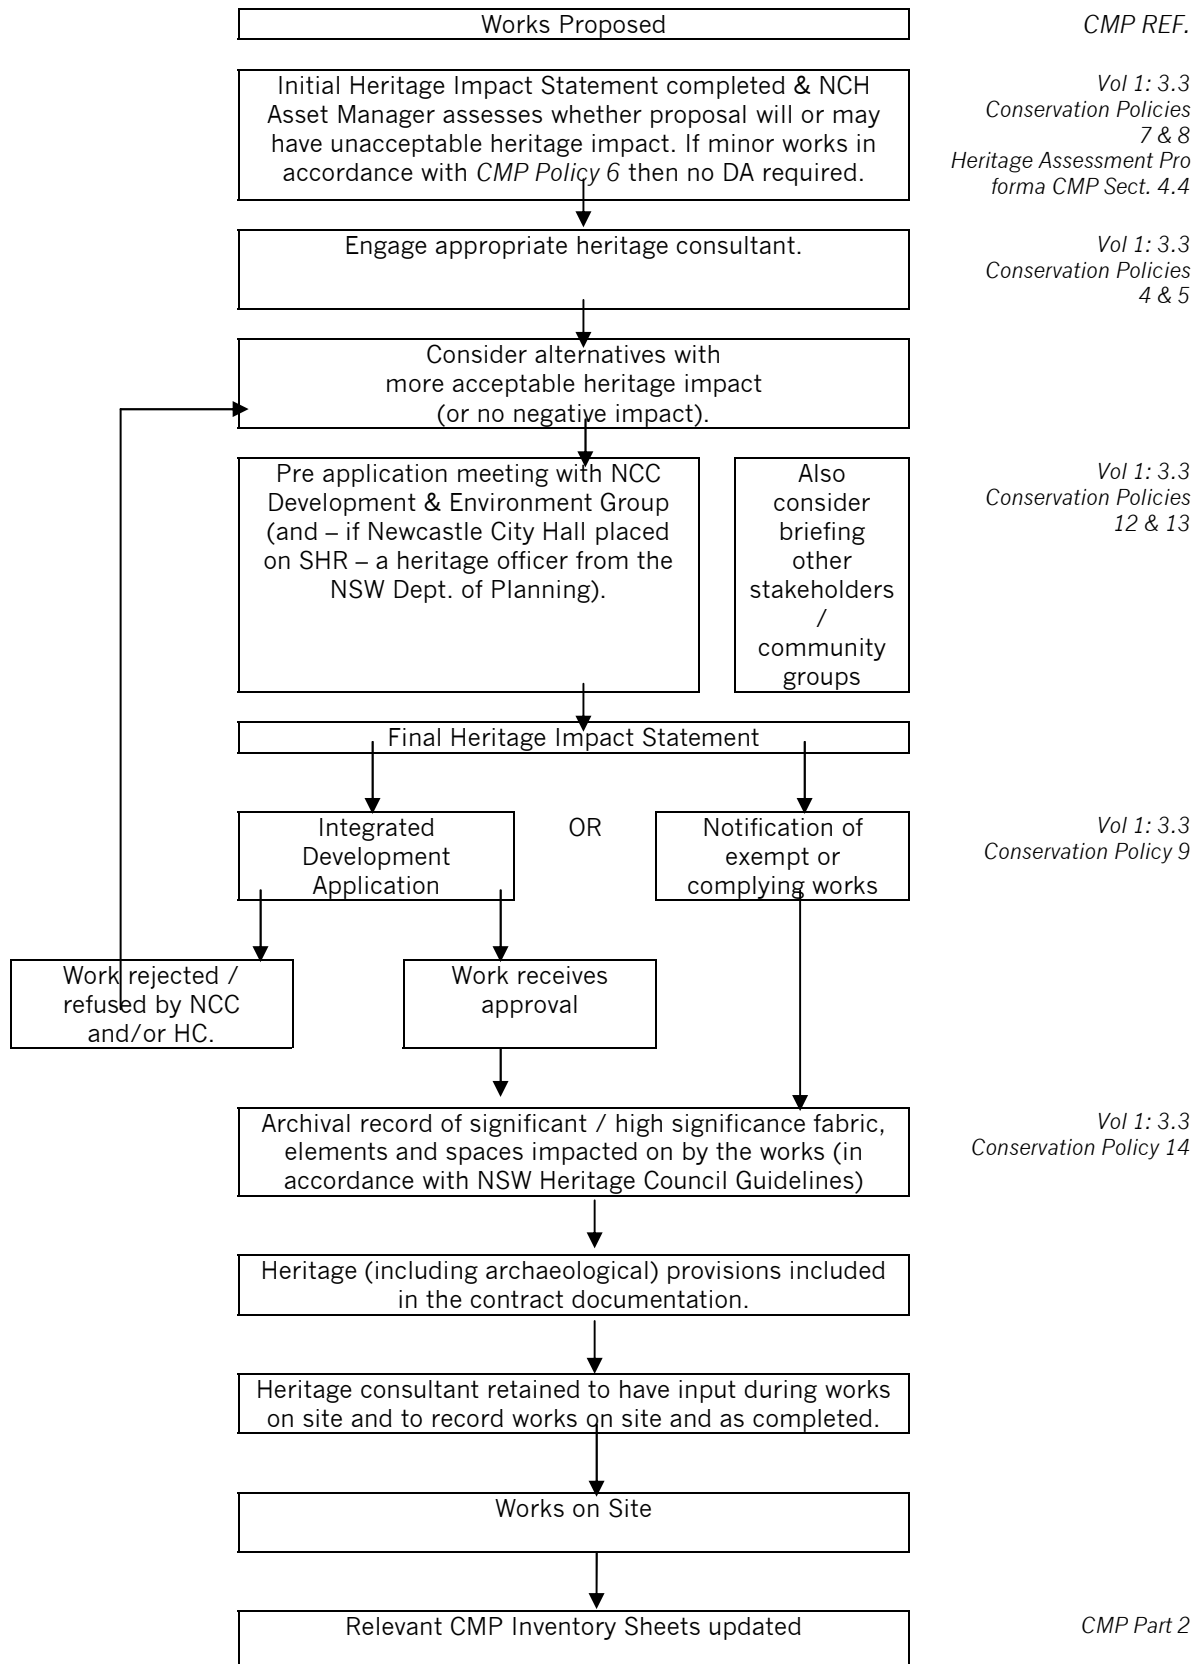 Works Proposed
CMP REF.
Initial Heritage Impact Statement completed & NCH
Asset Manager assesses whether proposal will or may
have unacceptable heritage impact. If minor works in
accordance with CMP Policy 6 then no DA required.
Vol 1: 3.3
Conservation Policies
7 & 8
Heritage Assessment Pro
forma CMP Sect. 4.4
Engage appropriate heritage consultant.
Vol 1: 3.3
Conservation Policies
4 & 5
Consider alternatives with
more acceptable heritage impact
(or no negative impact).
Pre application meeting with NCC
Development & Environment Group
(and – if Newcastle City Hall placed
on SHR – a heritage officer from the
NSW Dept. of Planning).
Also
consider
briefing
other
stakeholders
/
community
groups
Vol 1: 3.3
Conservation Policies
12 & 13
Final Heritage Impact Statement
Integrated
Development
Application
OR
Notification of
exempt or
complying works
Vol 1: 3.3
Conservation Policy 9
Work rejected /
refused by NCC
and/or HC.
Work receives
approval
Archival record of significant / high significance fabric,
elements and spaces impacted on by the works (in
accordance with NSW Heritage Council Guidelines)
Vol 1: 3.3
Conservation Policy 14
Heritage (including archaeological) provisions included
in the contract documentation.
Heritage consultant retained to have input during works
on site and to record works on site and as completed.
Works on Site
Relevant CMP Inventory Sheets updated
CMP Part 2